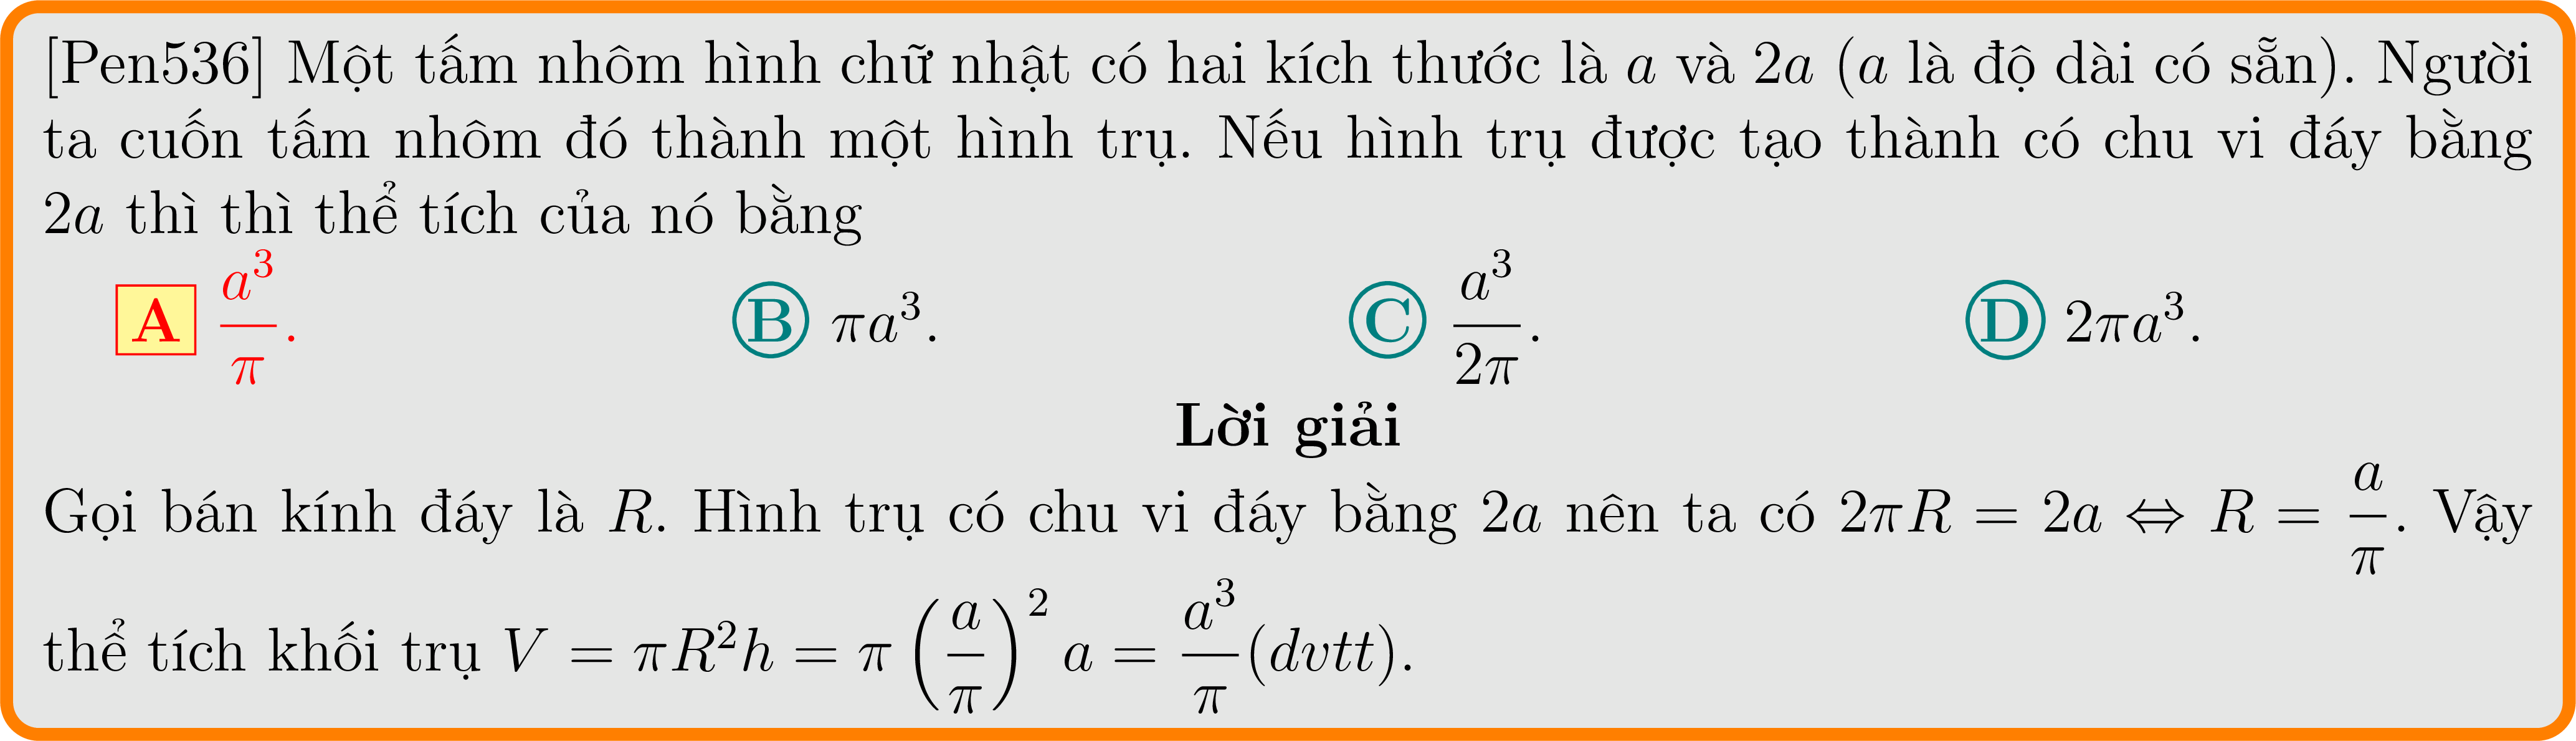 [Pen536] Một tấm nhôm hình chữ nhật có hai kích thước là a và 2a (a là độ dài có sẵn). Người
ta cuốn tấm nhôm đó thành một hình trụ. Nếu hình trụ được tạo thành có chu vi đáy bằng
2a thì thì thể tích của nó bằng
A $\frac{a^3}{\pi}$. B $\pi a^3$. C $\frac{a^3}{2\pi}$. D $2\pi a^3$.
Lời giải
Gọi bán kính đáy là R. Hình trụ có chu vi đáy bằng 2a nên ta có $2\pi R = 2a \Leftrightarrow R = \frac{a}{\pi}$. Vậy
thể tích khối trụ $V = \pi R^2 h = \pi \left(\frac{a}{\pi}\right)^2 a = \frac{a^3}{\pi}(dvtt)$.